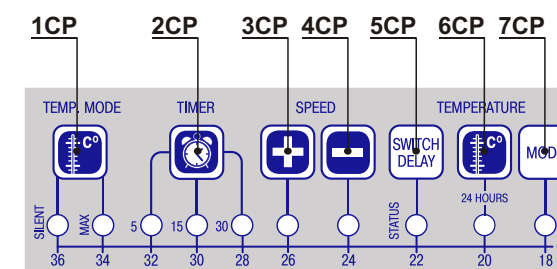 1CP 2CP 3CP 4CP 5CP 6CP 7CP
TEMP. MODE TIMER SPEED TEMPERATURE
C° SWITCH C°
DELAY MOD
24 HOURS
SILENT MAX 5 15 30 STATUS
36 34 32 30 28 26 24 22 20 18